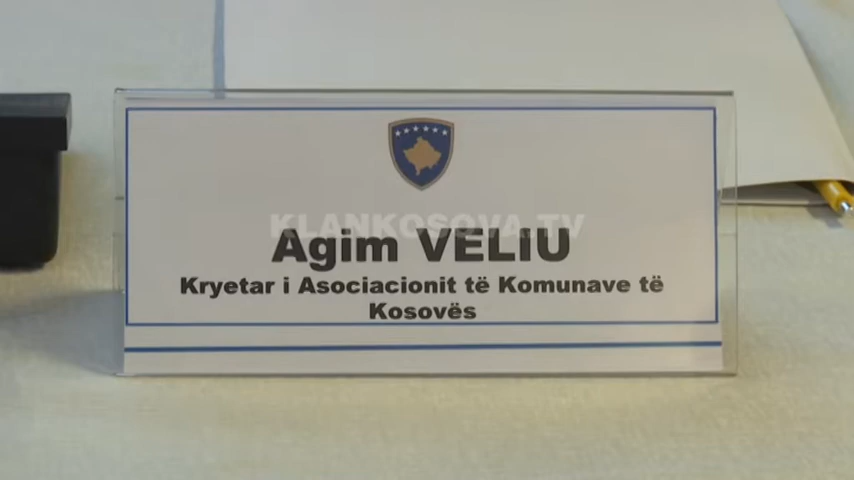 KLANKOSOVA.TV
Agim VELIU
Kryetar i Asociacionit të Komunave të
Kosovës